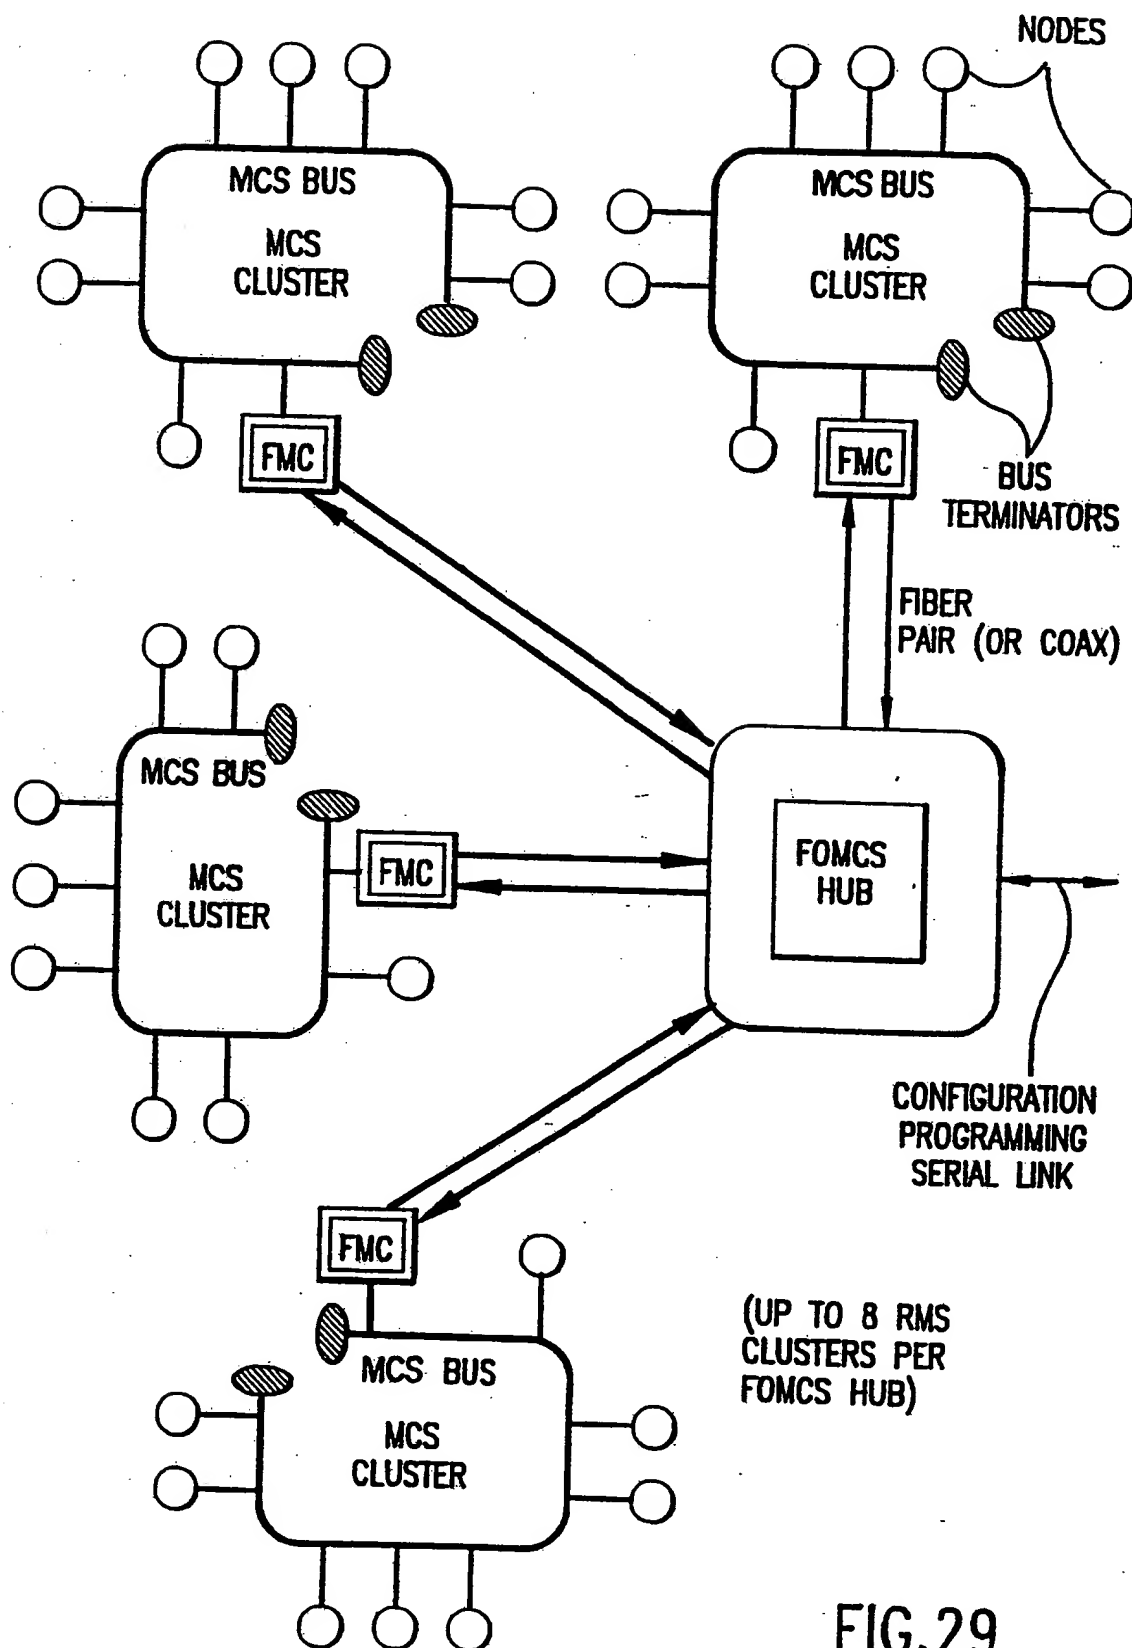 NODES
MCS BUS
MCS
CLUSTER
FMC
MCS BUS
MCS
CLUSTER
FMC
BUS
TERMINATORS
FIBER
PAIR (OR COAX)
MCS BUS
MCS
CLUSTER
FMC
FOMCS
HUB
CONFIGURATION
PROGRAMMING
SERIAL LINK
FMC
MCS BUS
MCS
CLUSTER
(UP TO 8 RMS
CLUSTERS PER
FOMCS HUB)
FIG.29